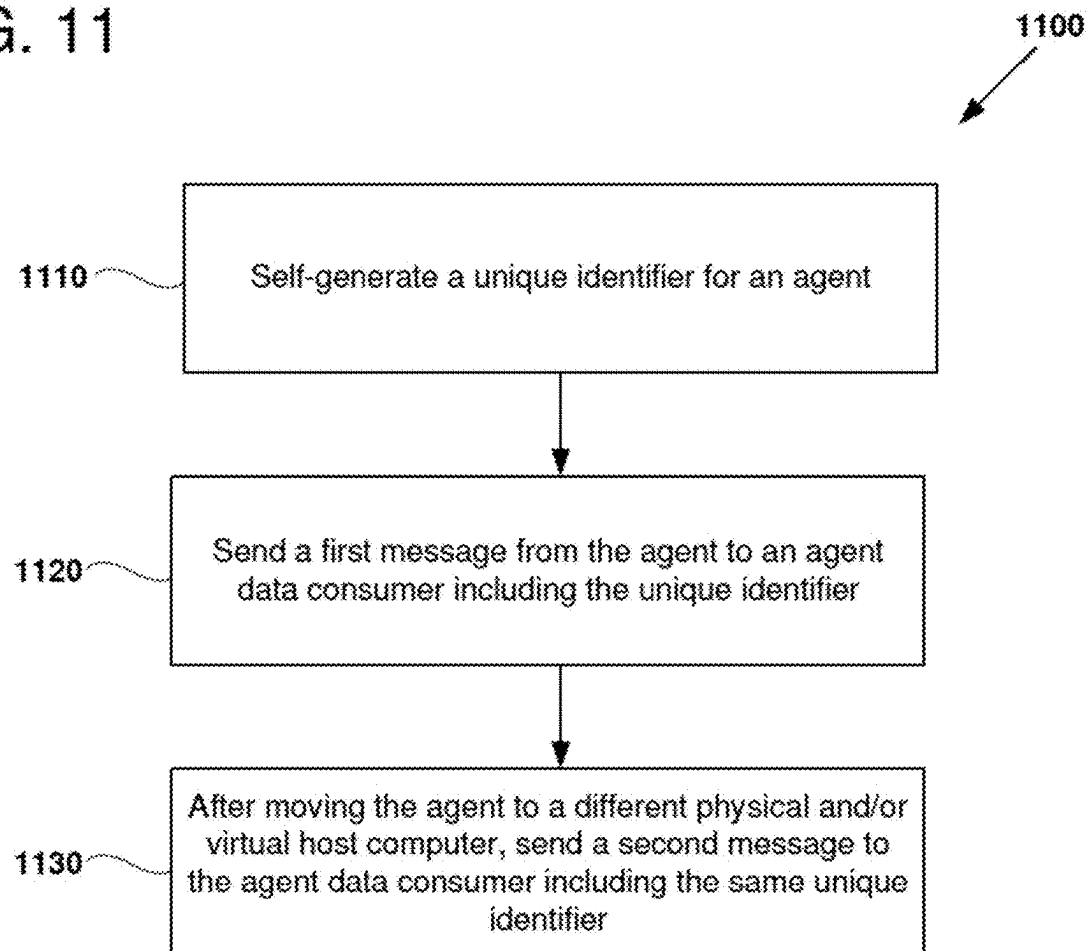 G. 11
1100
1110
Self-generate a unique identifier for an agent
1120
Send a first message from the agent to an agent
data consumer including the unique identifier
1130
After moving the agent to a different physical and/or
virtual host computer, send a second message to
the agent data consumer including the same unique
identifier